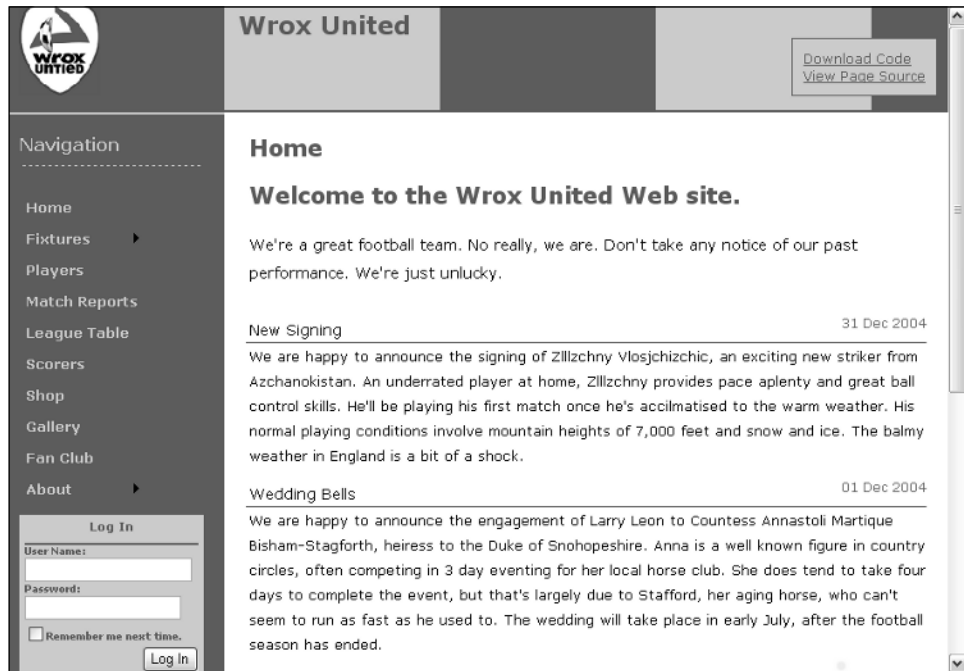 Wrox
UNTIED
Wrox United
Download Code
View Page Source
Navigation
Home
Fixtures
Players
Match Reports
League Table
Scorers
Shop
Gallery
Fan Club
About
Log In
User Name:
Password:
Remember me next time.
Log In
Home
Welcome to the Wrox United Web site.
We're a great football team. No really, we are. Don't take any notice of our past
performance. We're just unlucky.
New Signing
31 Dec 2004
We are happy to announce the signing of Zlllzchny Vlosjchizchic, an exciting new striker from
Azchanokistan. An underrated player at home, Zlllzchny provides pace aplenty and great ball
control skills. He'll be playing his first match once he's accilmatised to the warm weather. His
normal playing conditions involve mountain heights of 7,000 feet and snow and ice. The balmy
weather in England is a bit of a shock.
Wedding Bells
01 Dec 2004
We are happy to announce the engagement of Larry Leon to Countess Annastoli Martique
Bisham-Stagforth, heiress to the Duke of Snohopeshire. Anna is a well known figure in country
circles, often competing in 3 day eventing for her local horse club. She does tend to take four
days to complete the event, but that's largely due to Stafford, her aging horse, who can't
seem to run as fast as he used to. The wedding will take place in early July, after the football
season has ended.